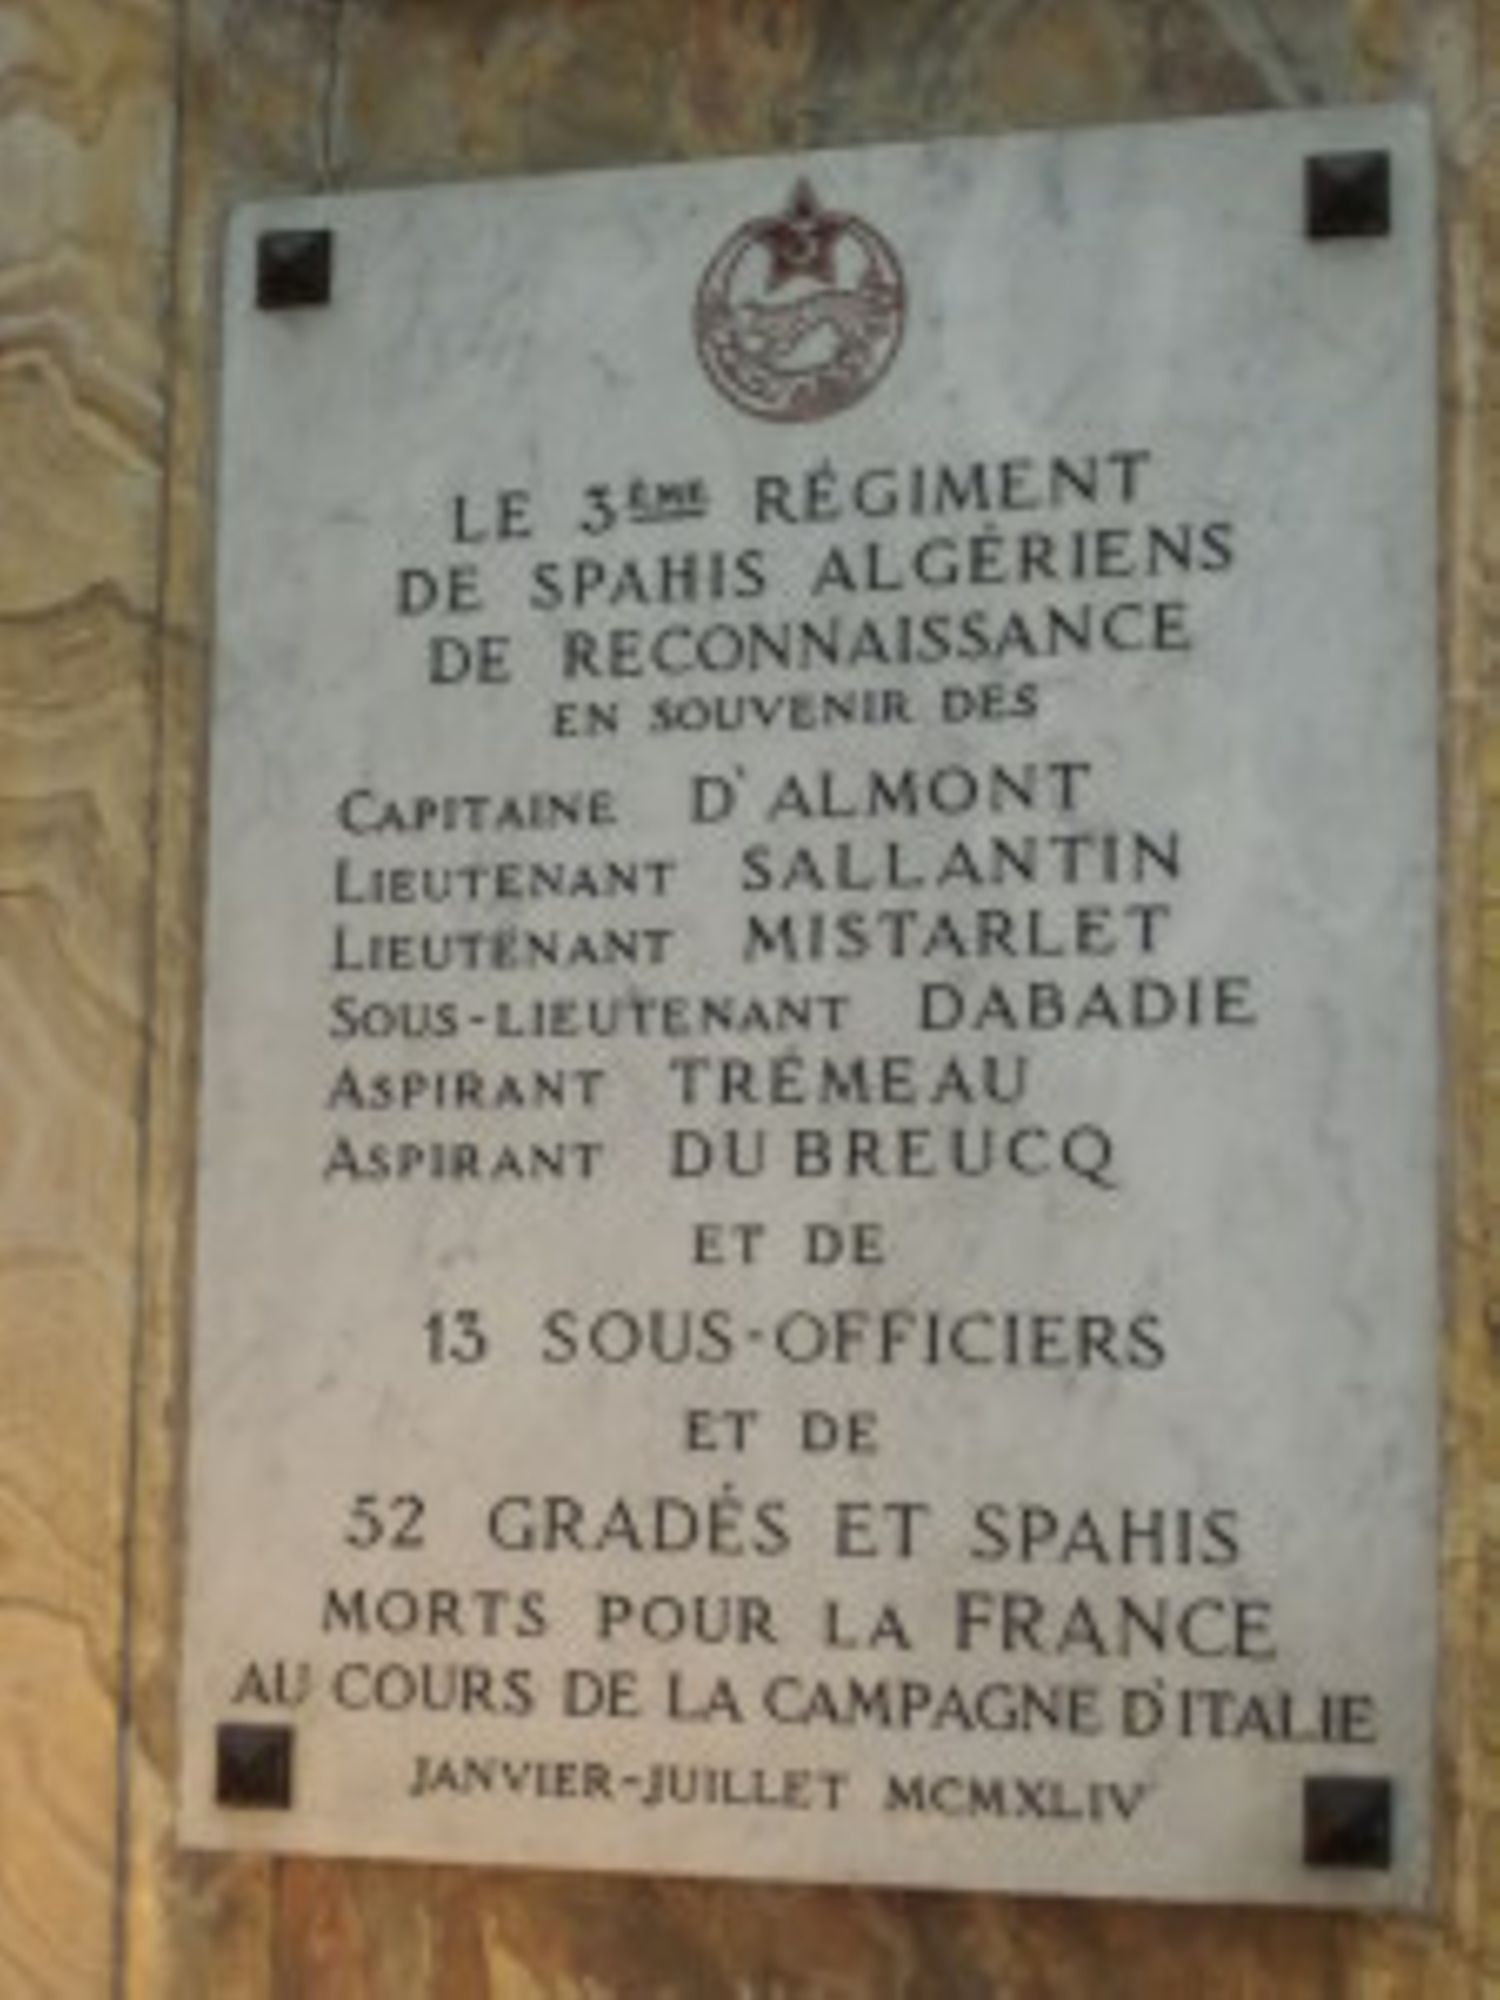 LE 3ÈME RÉGIMENT
DE SPAHIS ALGÉRIENS
DE RECONNAISSANCE
EN SOUVENIR DES
CAPITAINE D'ALMONT
LIEUTENANT SALLANTIN
LIEUTENANT MISTARLET
SOUS-LIEUTENANT DABADIE
ASPIRANT TRÉMEAU
ASPIRANT DU BREUCQ
ET DE
13 SOUS-OFFICIERS
ET DE
52 GRADÉS ET SPAHIS
MORTS POUR LA FRANCE
AU COURS DE LA CAMPAGNE D'ITALIE
JANVIER-JUILLET MCMXLIV